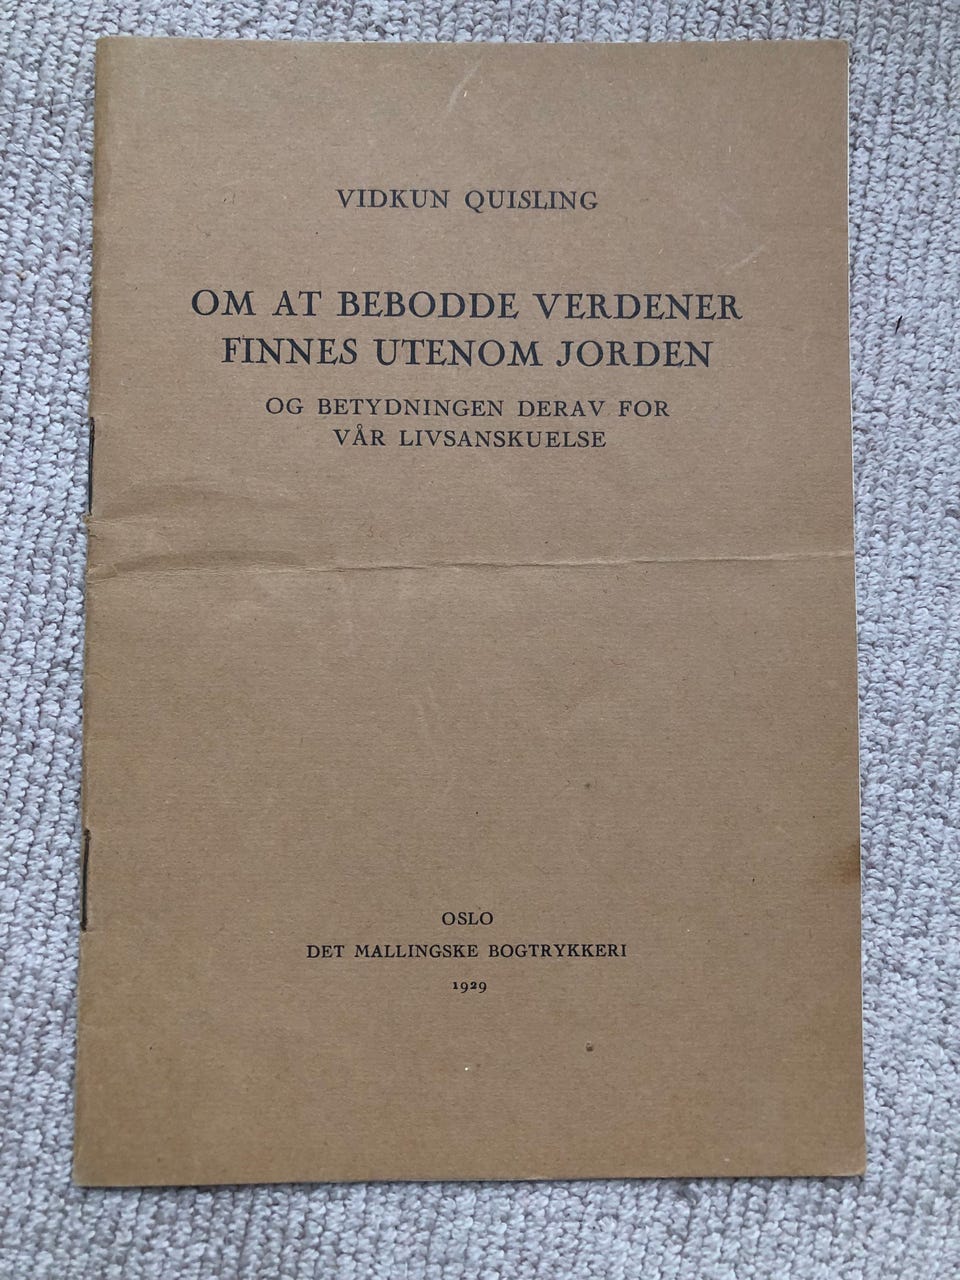 VIDKUN QUISLING
OM AT BEBODDE VERDENER
FINNES UTENOM JORDEN
OG BETYDNINGEN DERAV FOR
VÅR LIVSANSKUELSE
OSLO
DET MALLINGSKE BOGTRYKKERI
1929